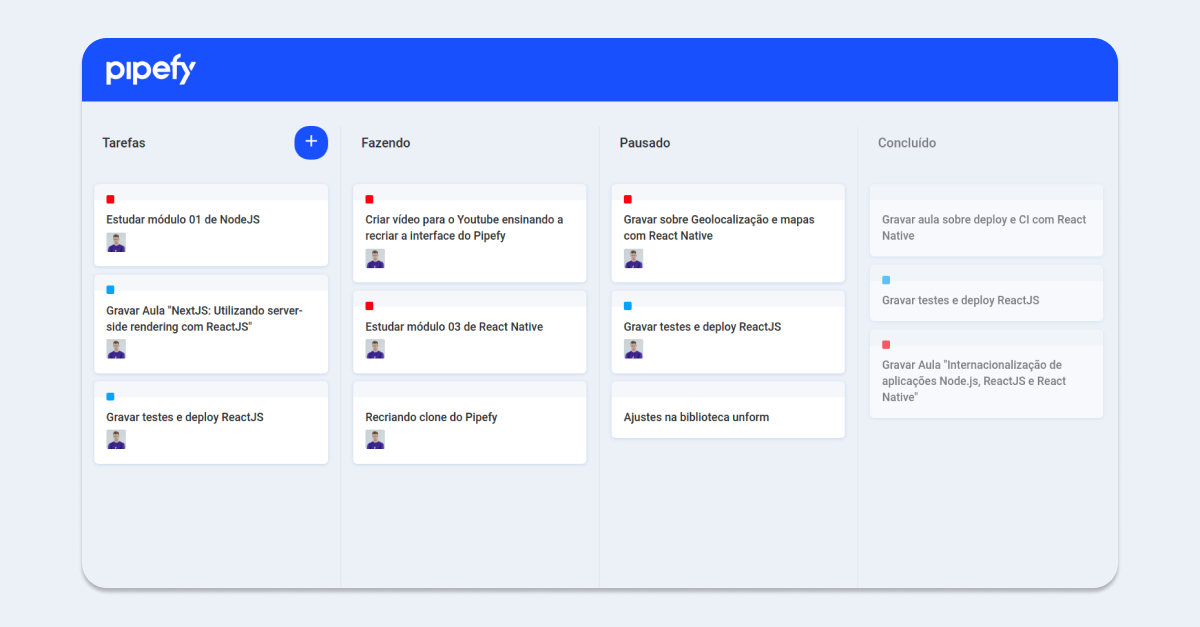 pipefy
Tarefas
+
Estudar módulo 01 de NodeJS
Gravar Aula "NextJS: Utilizando server-
side rendering com ReactJS"
Gravar testes e deploy ReactJS
Fazendo
Criar vídeo para o Youtube ensinando a
recriar a interface do Pipefy
Estudar módulo 03 de React Native
Recriando clone do Pipefy
Pausado
Gravar sobre Geolocalização e mapas
com React Native
Gravar testes e deploy ReactJS
Ajustes na biblioteca unform
Concluído
Gravar aula sobre deploy e CI com React
Native
Gravar testes e deploy ReactJS
Gravar Aula "Internacionalização de
aplicações Node.js, ReactJS e React
Native"